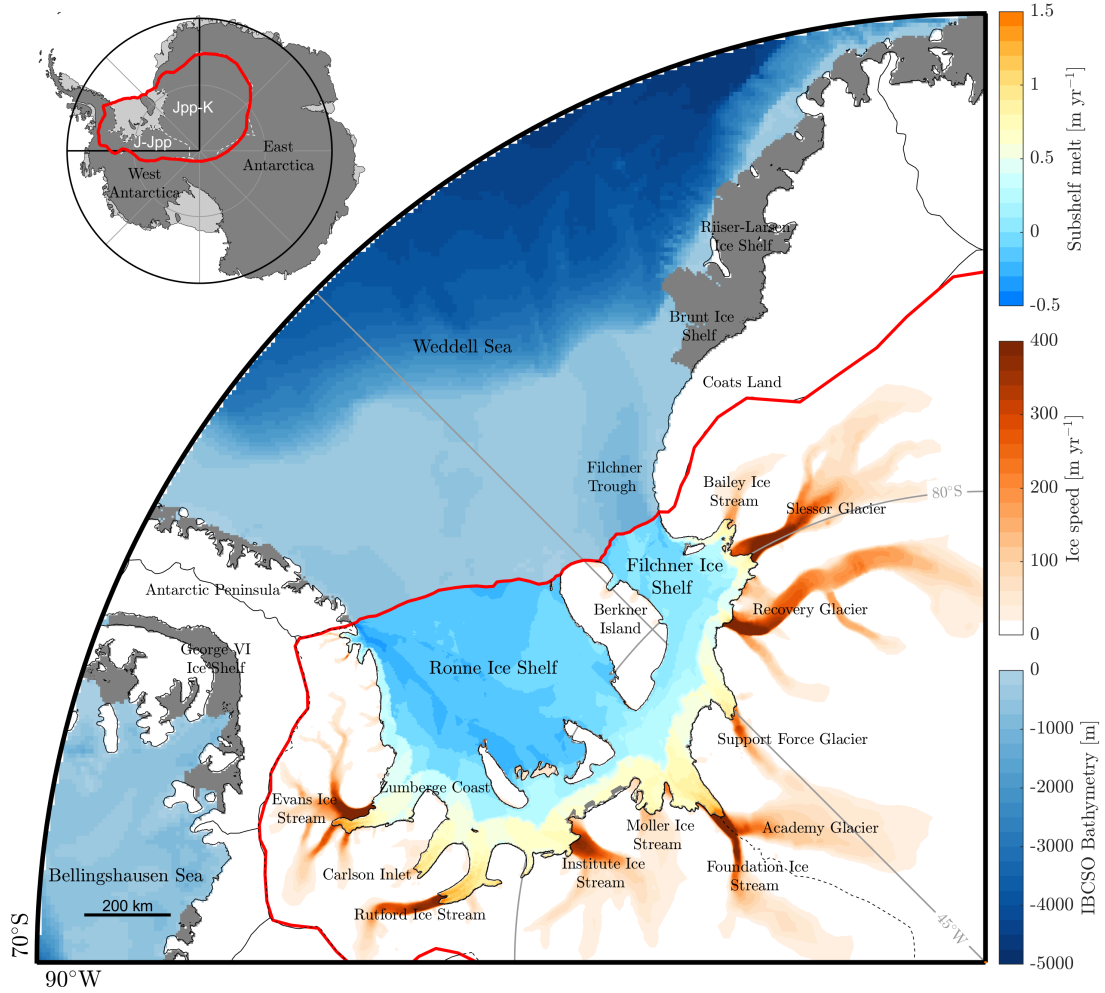 Jpp-K
J-Jpp
East
Antarctica
West
Antarctica
Riiser-Larsen
Ice Shelf
Brunt Ice
Shelf
Weddell Sea
Coats Land
Filchner
Trough
Bailey Ice
Stream
Slessor Glacier
80°S
Filchner Ice
Shelf
Antarctic Peninsula
Berkner
Island
Recovery Glacier
George VI
Ice Shelf
Ronne Ice Shelf
Support Force Glacier
Zumberge Coast
Evans Ice
Stream
Moller Ice
Stream
Academy Glacier
Institute Ice
Stream
Foundation Ice
Stream
Carlson Inlet
Bellingshausen Sea
200 km
Rutford Ice Stream
45°W
70°S
90°W
1.5
1
0.5
0
-0.5
Subshelf melt [m yr⁻¹]
400
300
200
100
0
Ice speed [m yr⁻¹]
0
-1000
-2000
-3000
-4000
-5000
IBCSO Bathymetry [m]